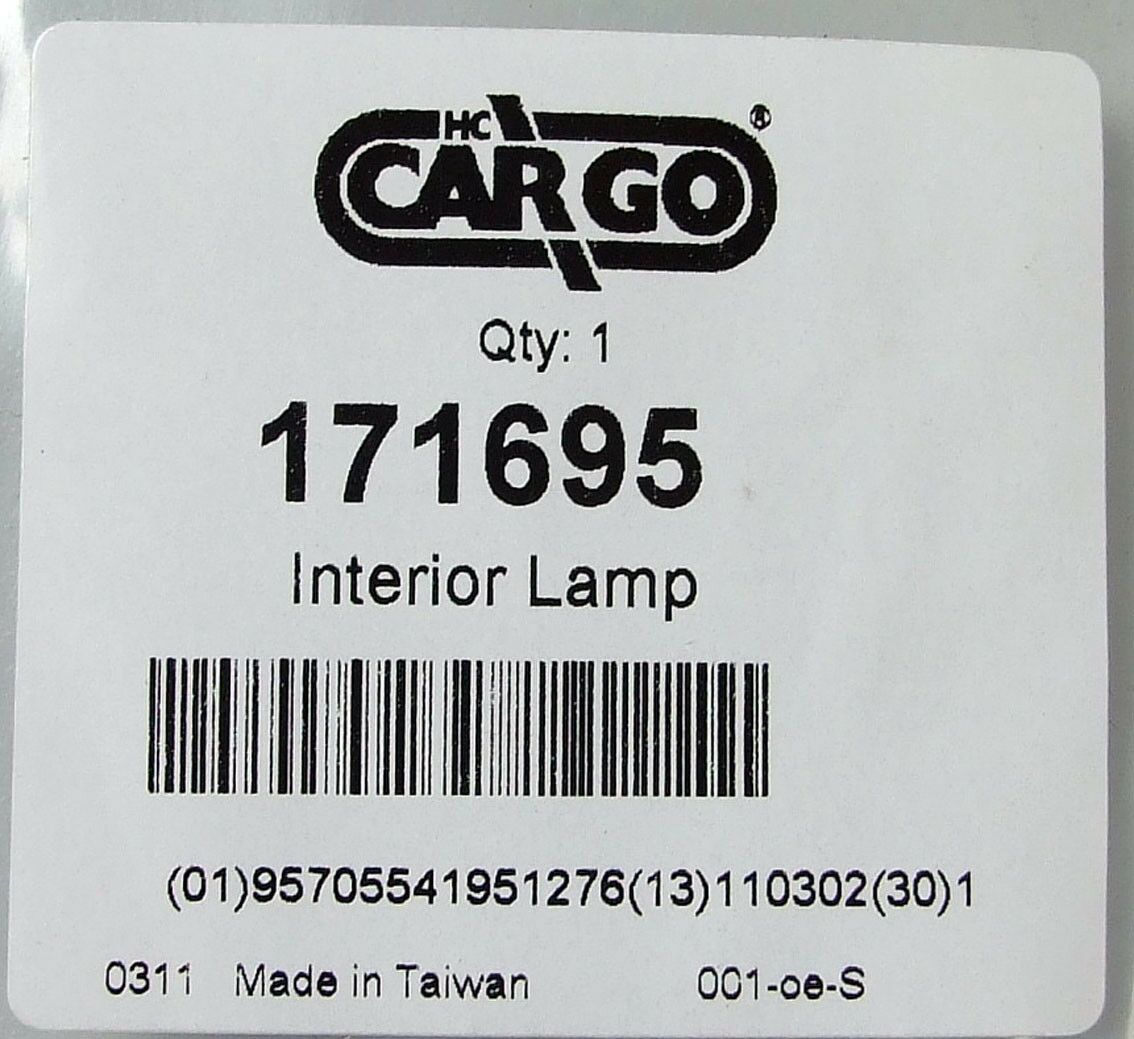 HC
CARGO®
Qty: 1
171695
Interior Lamp
(01)95705541951276(13)110302(30)1
0311 Made in Taiwan 001-oe-S